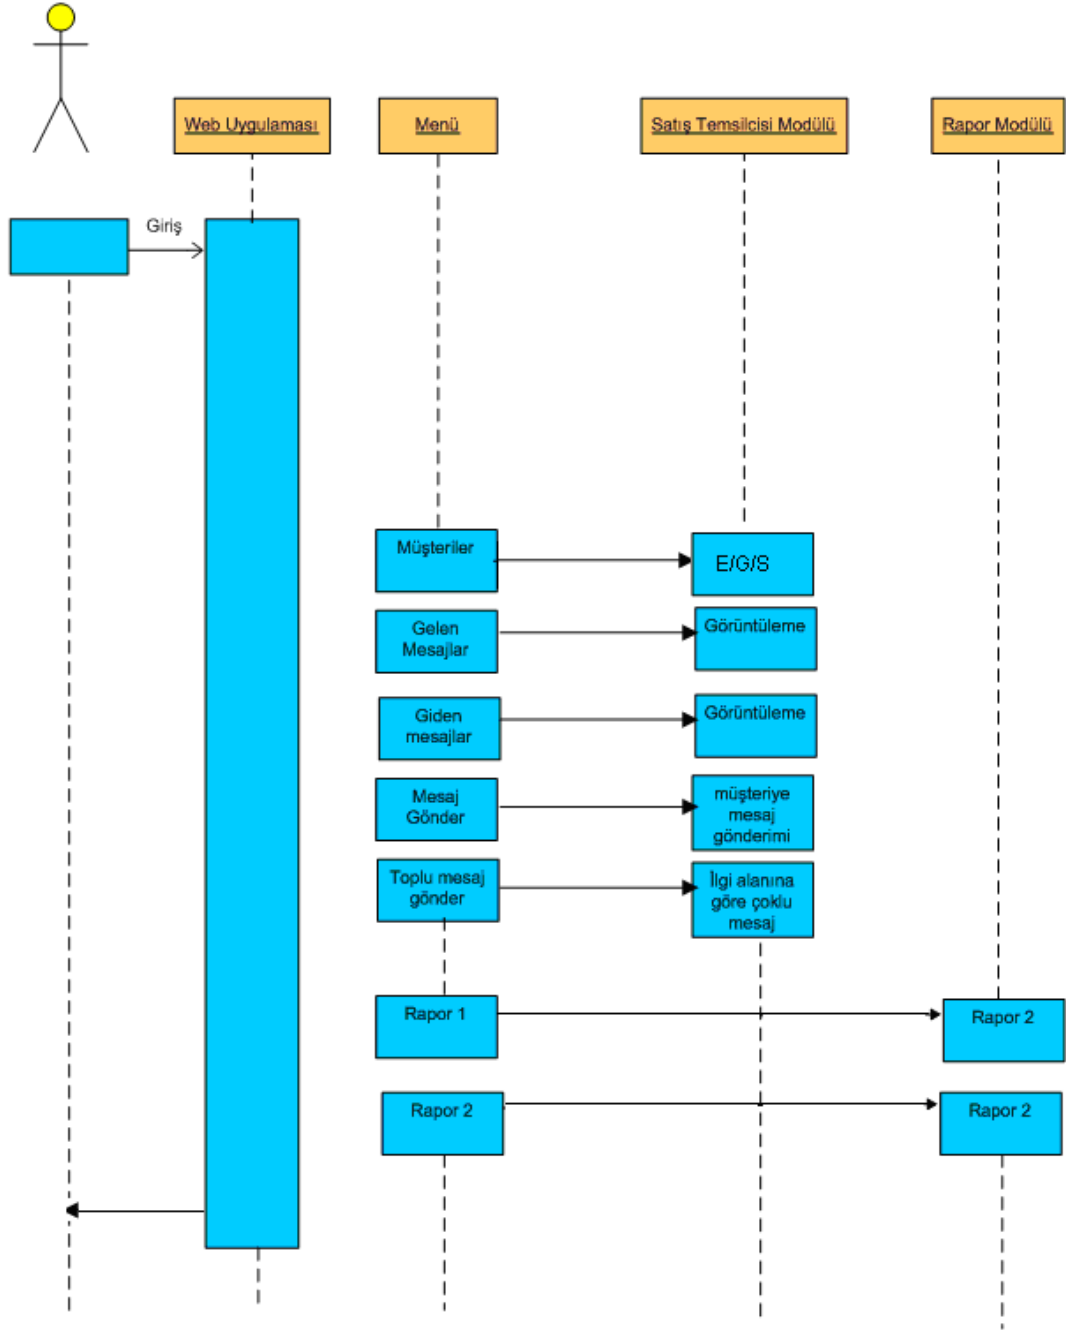 Web Uygulaması
Menü
Satış Temsilcisi Modülü
Rapor Modülü
Giriş
Müşteriler
E/G/S
Gelen
Mesajlar
Görüntüleme
Giden
mesajlar
Görüntüleme
Mesaj
Gönder
müşteriye
mesaj
gönderimi
Toplu mesaj
gönder
İlgi alanına
göre çoklu
mesaj
Rapor 1
Rapor 2
Rapor 2
Rapor 2